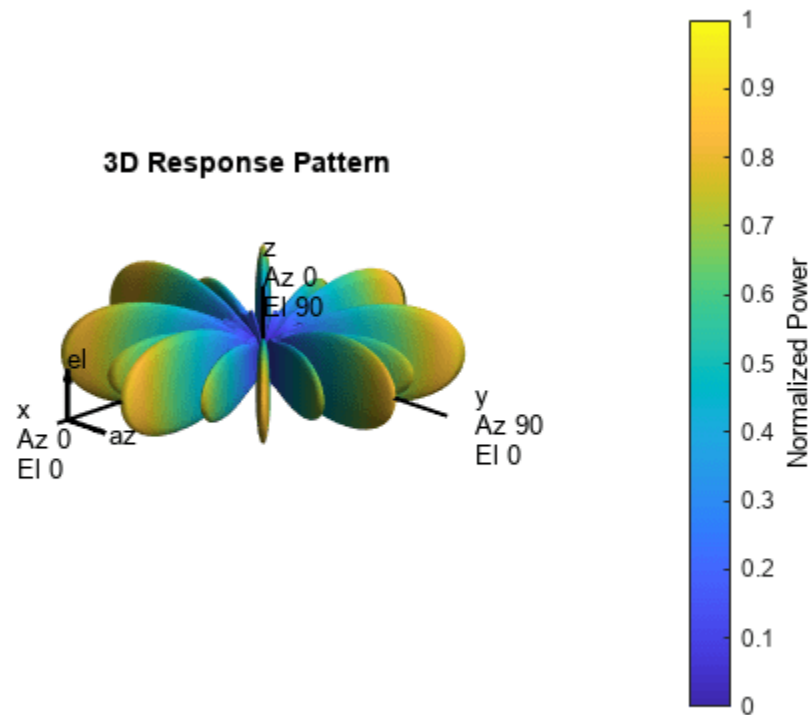 3D Response Pattern
z
Az 0
El 90
el
x
Az 0
El 0
az
y
Az 90
El 0
1
0.9
0.8
0.7
0.6
0.5
0.4
0.3
0.2
0.1
0
Normalized Power